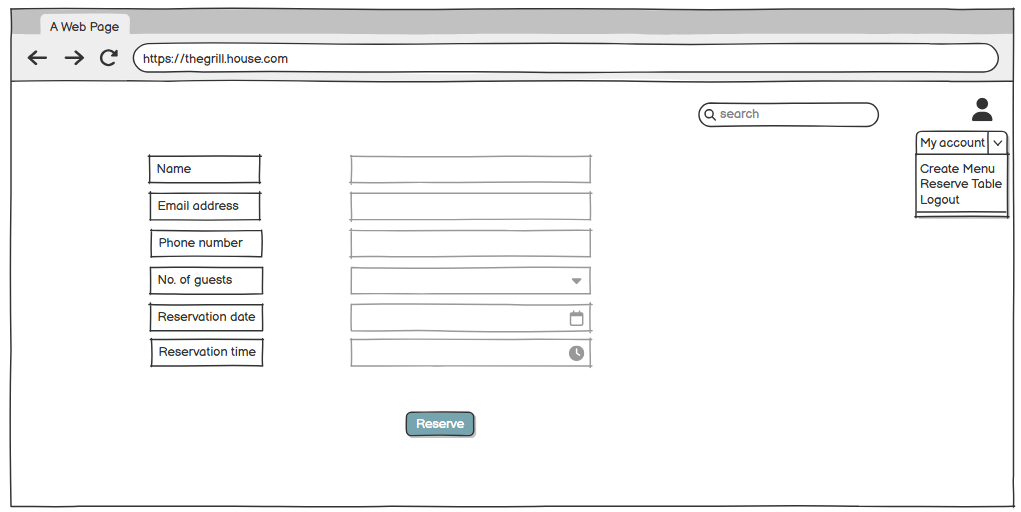 A Web Page
https://thegrill.house.com
search
My account
Create Menu
Reserve Table
Logout
Name
Email address
Phone number
No. of guests
Reservation date
Reservation time
Reserve